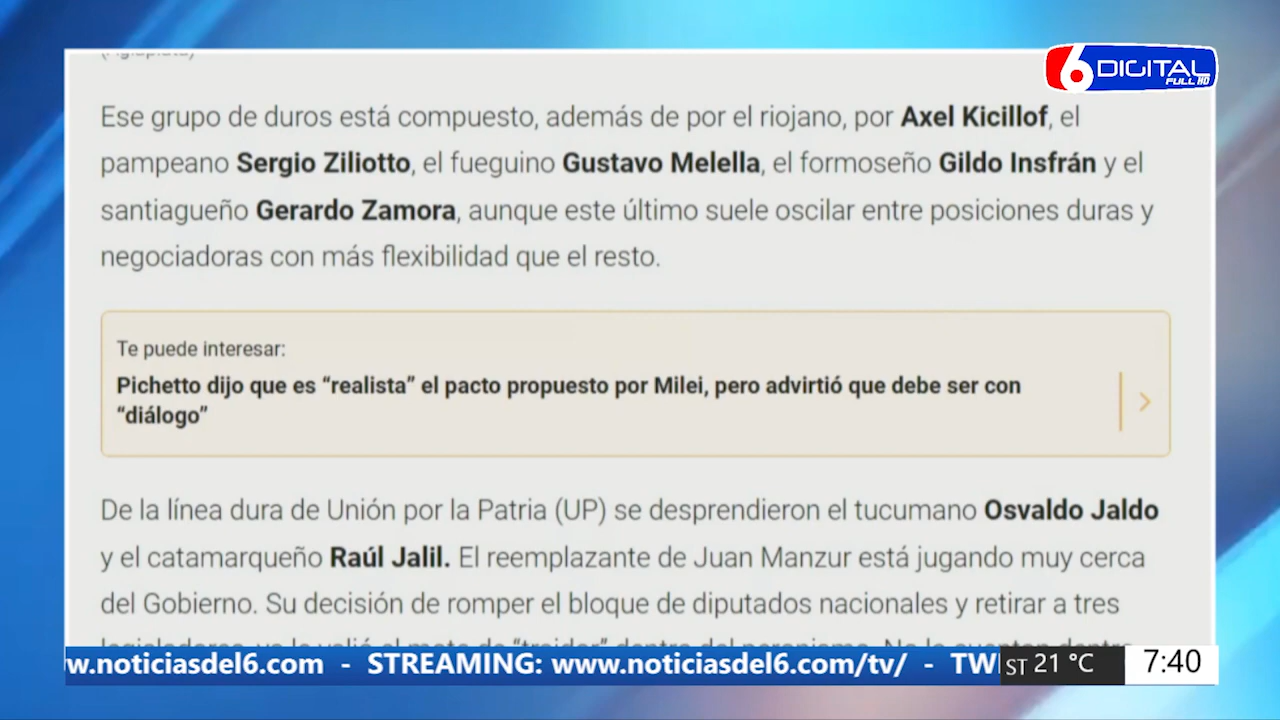 6 DIGITAL
FULL HD
Ese grupo de duros está compuesto, además de por el riojano, por Axel Kicillof, el
pampeano Sergio Ziliotto, el fueguino Gustavo Melella, el formoseño Gildo Insfrán y el
santiagueño Gerardo Zamora, aunque este último suele oscilar entre posiciones duras y
negociadoras con más flexibilidad que el resto.
Te puede interesar:
Pichetto dijo que es “realista” el pacto propuesto por Milei, pero advirtió que debe ser con
“diálogo”
De la línea dura de Unión por la Patria (UP) se desprendieron el tucumano Osvaldo Jaldo
y el catamarqueño Raúl Jalil. El reemplazante de Juan Manzur está jugando muy cerca
del Gobierno. Su decisión de romper el bloque de diputados nacionales y retirar a tres
w.noticiasdel6.com - STREAMING: www.noticiasdel6.com/tv/ - TW
ST 21 °C 7:40